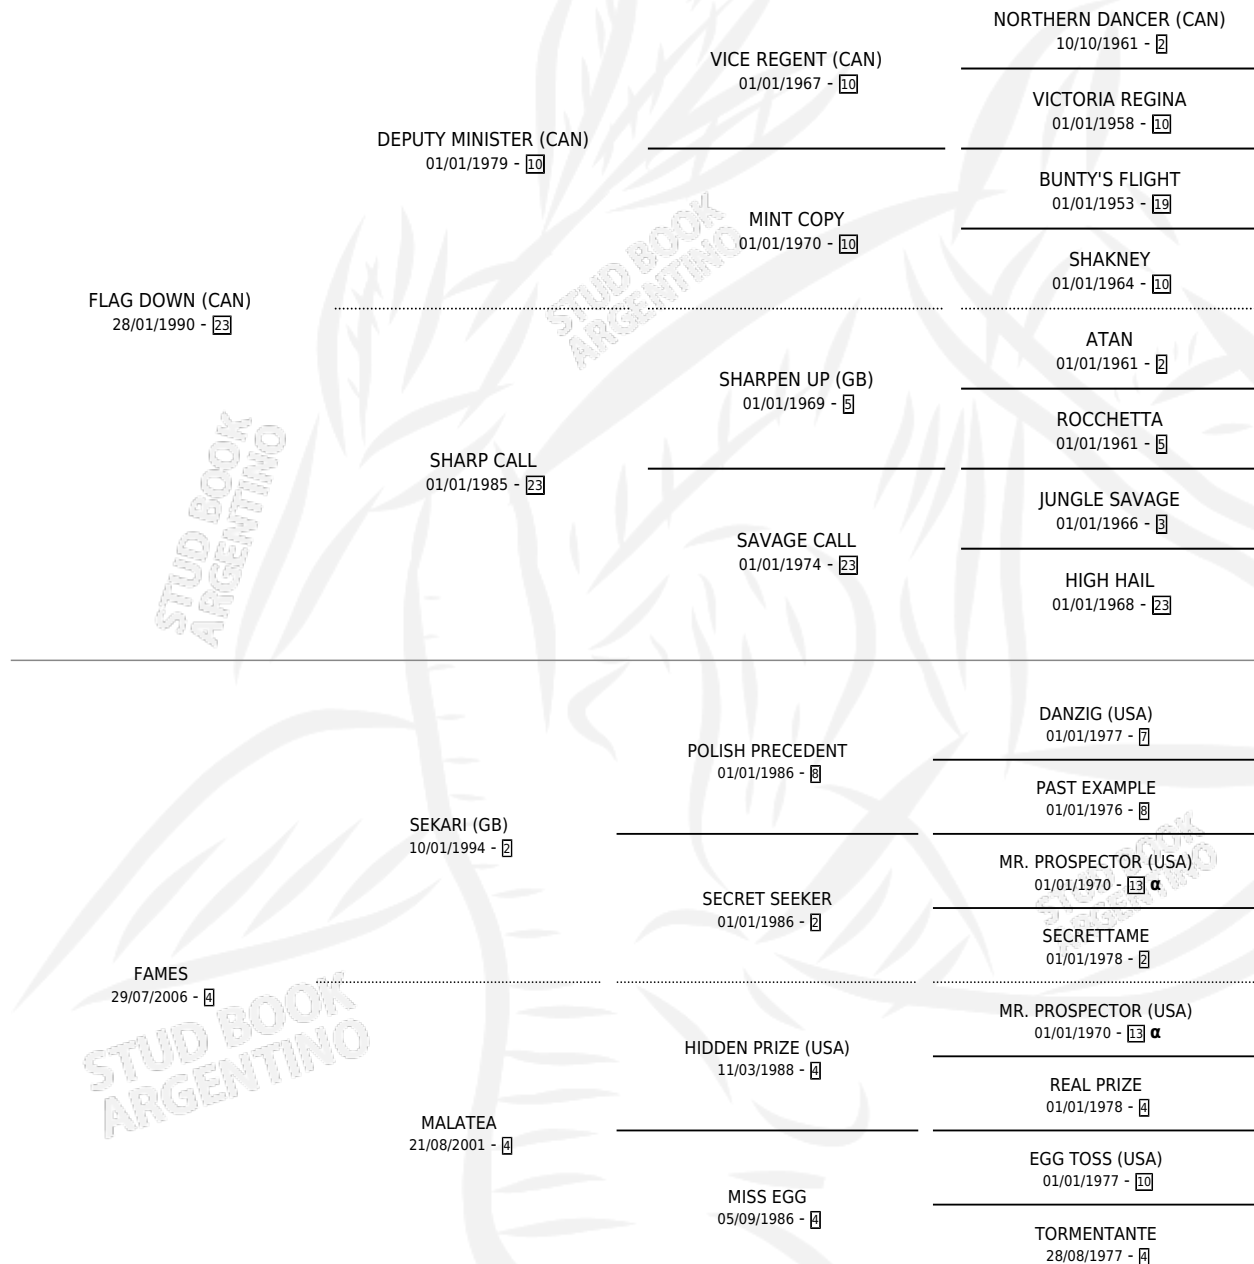 NORTHERN DANCER (CAN)
10/10/1961 - 2
VICE REGENT (CAN)
01/01/1967 - 10
VICTORIA REGINA
01/01/1958 - 10
DEPUTY MINISTER (CAN)
01/01/1979 - 10
BUNTY'S FLIGHT
01/01/1953 - 19
MINT COPY
01/01/1970 - 10
SHAKNEY
01/01/1964 - 10
FLAG DOWN (CAN)
28/01/1990 - 23
ATAN
01/01/1961 - 2
SHARPEN UP (GB)
01/01/1969 - 5
ROCCHETTA
01/01/1961 - 5
SHARP CALL
01/01/1985 - 23
JUNGLE SAVAGE
01/01/1966 - 3
SAVAGE CALL
01/01/1974 - 23
HIGH HAIL
01/01/1968 - 23
DANZIG (USA)
01/01/1977 - 7
POLISH PRECEDENT
01/01/1986 - 8
PAST EXAMPLE
01/01/1976 - 8
SEKARI (GB)
10/01/1994 - 2
MR. PROSPECTOR (USA)
01/01/1970 - 13 α
SECRET SEEKER
01/01/1986 - 2
SECRETTAME
01/01/1978 - 2
FAMES
29/07/2006 - 4
MR. PROSPECTOR (USA)
01/01/1970 - 13 α
HIDDEN PRIZE (USA)
11/03/1988 - 4
REAL PRIZE
01/01/1978 - 4
MALATEA
21/08/2001 - 4
EGG TOSS (USA)
01/01/1977 - 10
MISS EGG
05/09/1986 - 4
TORMENTANTE
28/08/1977 - 4
STUD BOOK
ARGENTINO
STUD BOOK
ARGENTINO
STUD BOOK
ARGENTINO
STUD BOOK
ARGENTINO